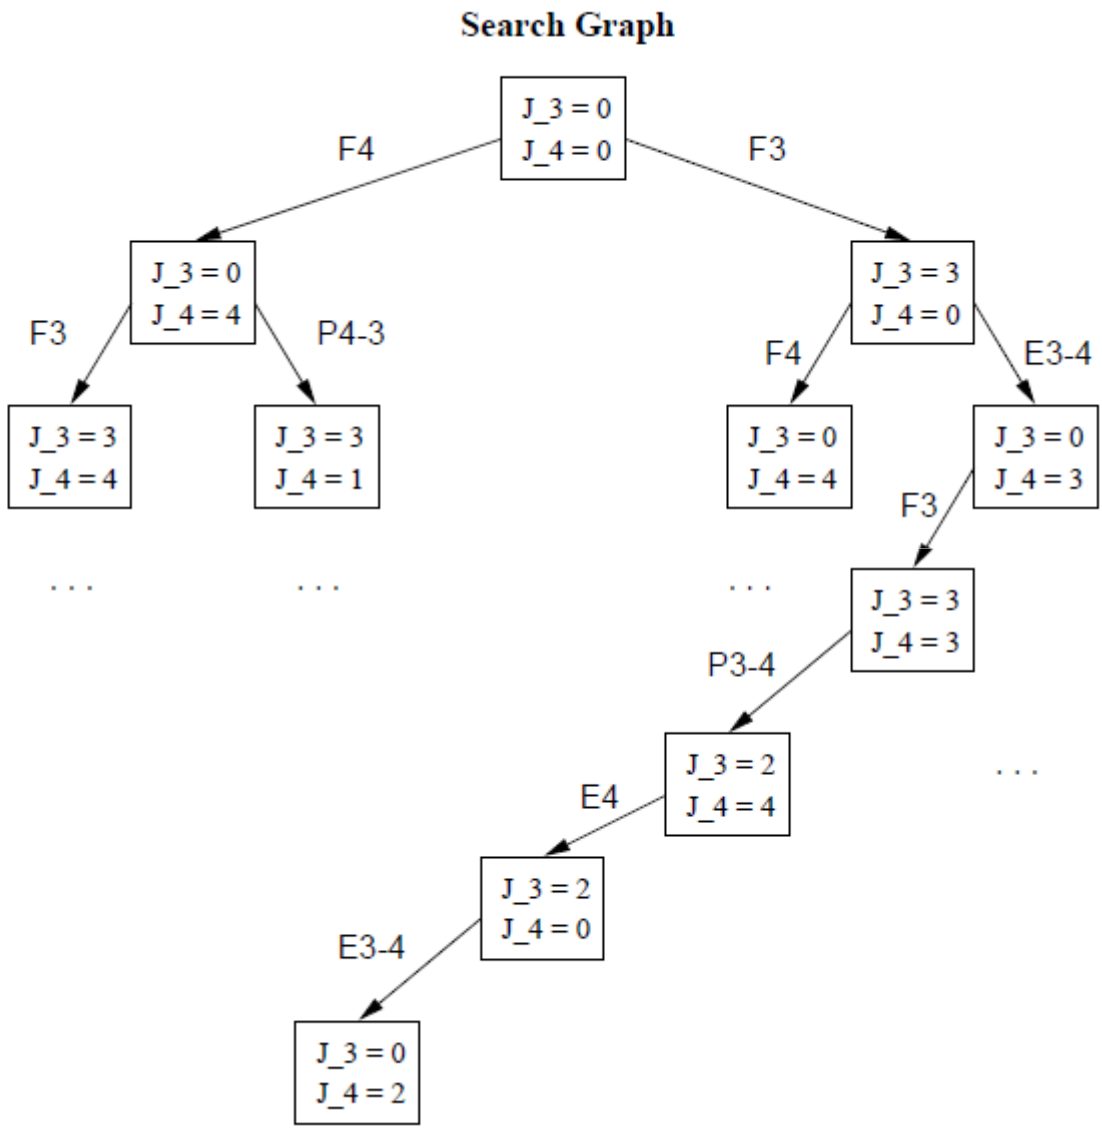 Search Graph
J_3 = 0
J_4 = 0
F4
F3
J_3 = 0
J_4 = 4
J_3 = 3
J_4 = 0
F3
P4-3
F4
E3-4
J_3 = 3
J_4 = 4
J_3 = 3
J_4 = 1
J_3 = 0
J_4 = 4
J_3 = 0
J_4 = 3
F3
. . .
. . .
. . .
J_3 = 3
J_4 = 3
P3-4
J_3 = 2
J_4 = 4
. . .
E4
J_3 = 2
J_4 = 0
E3-4
J_3 = 0
J_4 = 2